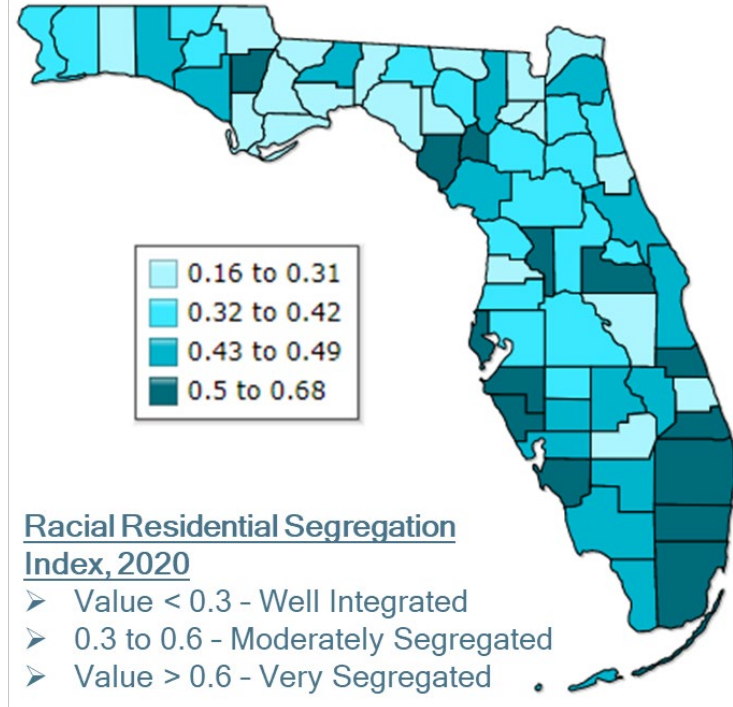 0.16 to 0.31
0.32 to 0.42
0.43 to 0.49
0.5 to 0.68
Racial Residential Segregation
Index, 2020
➢ Value < 0.3 – Well Integrated
➢ 0.3 to 0.6 – Moderately Segregated
➢ Value > 0.6 – Very Segregated